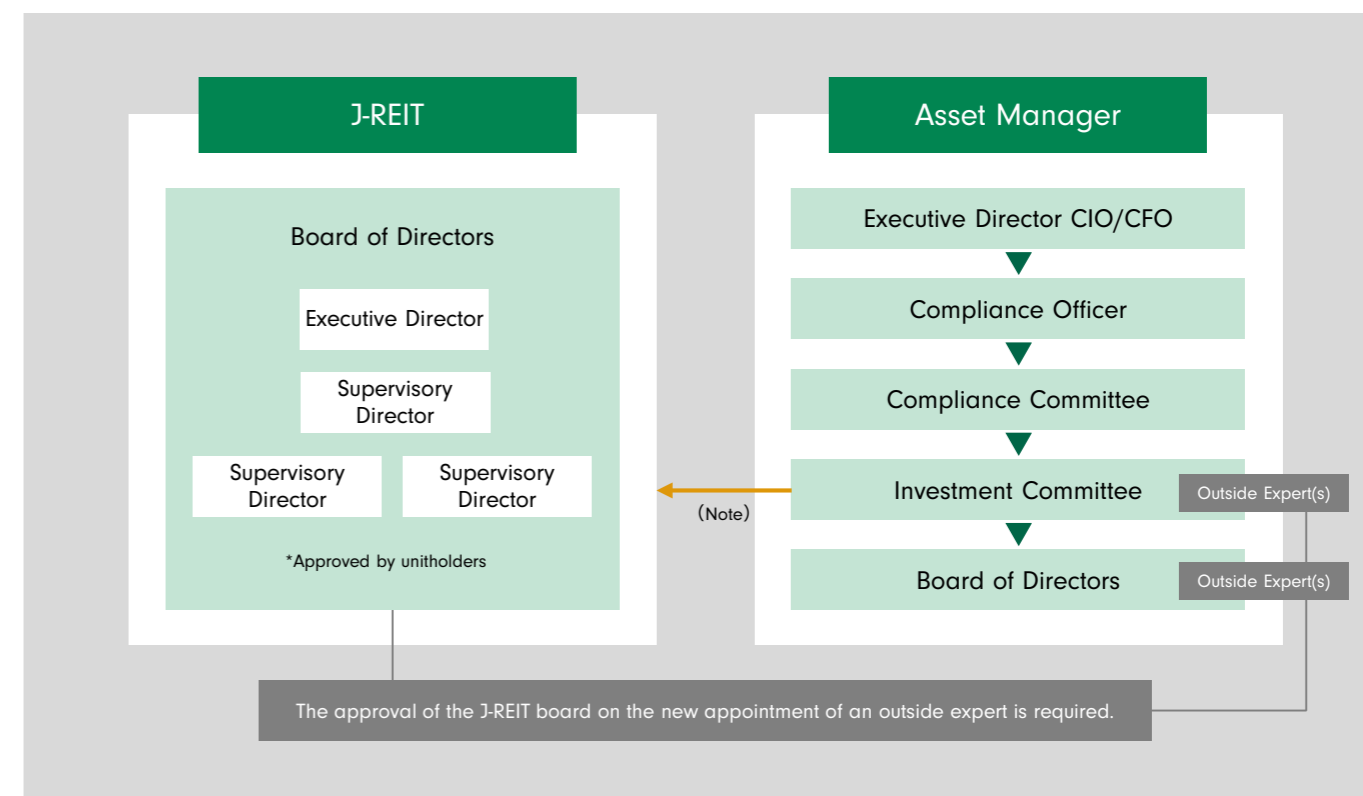 J-REIT
Board of Directors
Executive Director
Supervisory
Director
Supervisory
Director
Supervisory
Director
*Approved by unitholders
(Note)
Asset Manager
Executive Director CIO/CFO
Compliance Officer
Compliance Committee
Investment Committee
Outside Expert(s)
Board of Directors
Outside Expert(s)
The approval of the J-REIT board on the new appointment of an outside expert is required.